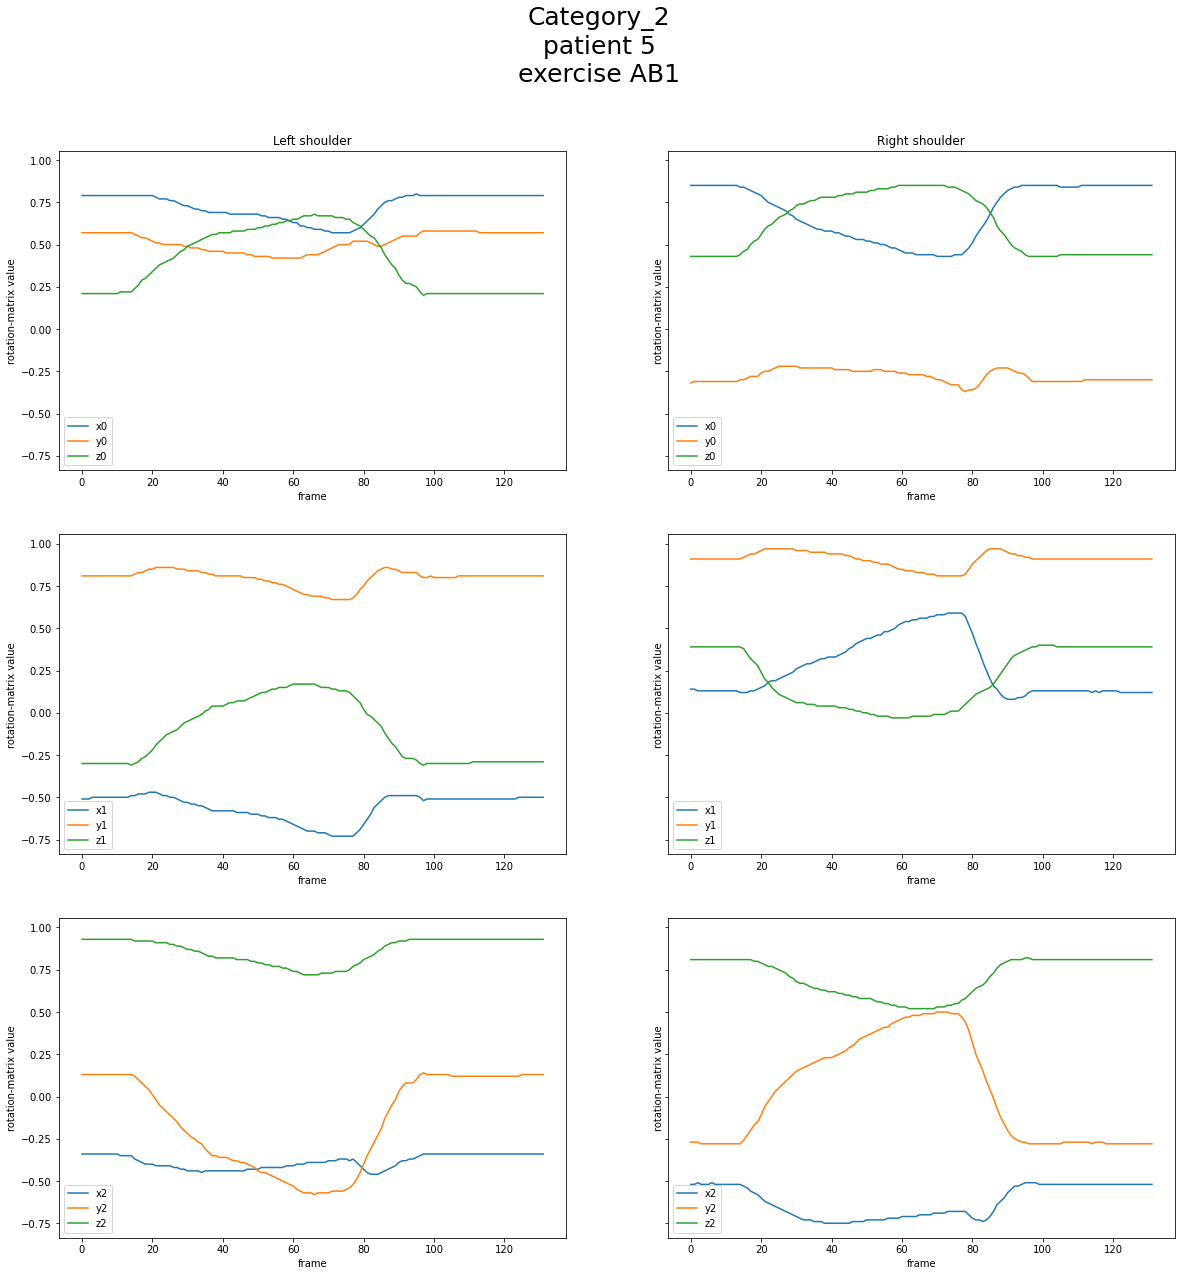 Category_2
patient 5
exercise AB1
Left shoulder
1.00
0.75
0.50
0.25
0.00
−0.25
−0.50
−0.75
rotation-matrix value
x0
y0
z0
0 20 40 60 80 100 120
frame
Right shoulder
rotation-matrix value
x0
y0
z0
0 20 40 60 80 100 120
frame
1.00
0.75
0.50
0.25
0.00
−0.25
−0.50
−0.75
rotation-matrix value
x1
y1
z1
0 20 40 60 80 100 120
frame
rotation-matrix value
x1
y1
z1
0 20 40 60 80 100 120
frame
1.00
0.75
0.50
0.25
0.00
−0.25
−0.50
−0.75
rotation-matrix value
x2
y2
z2
0 20 40 60 80 100 120
frame
rotation-matrix value
x2
y2
z2
0 20 40 60 80 100 120
frame